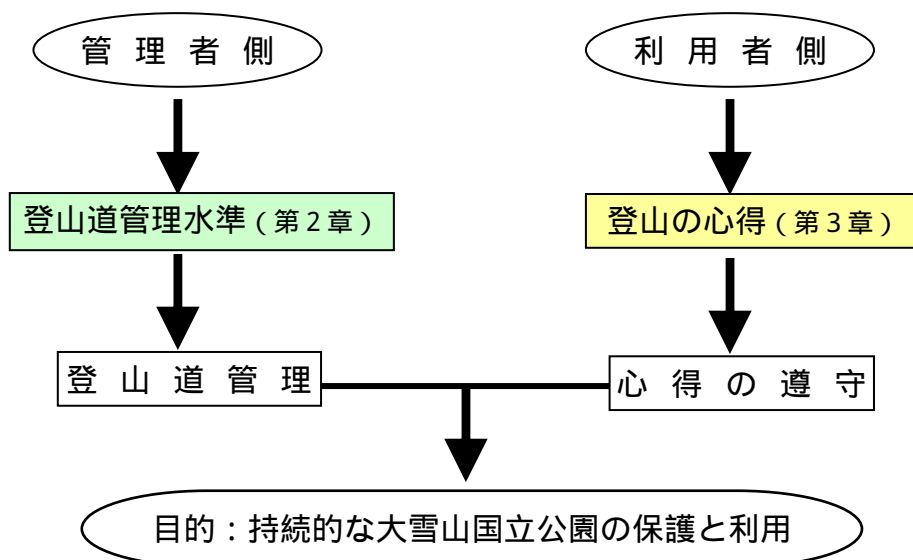 管理者側
利用者側
登山道管理水準(第2章)
登山の心得(第3章)
登山道管理
心得の遵守
目的:持続的な大雪山国立公園の保護と利用